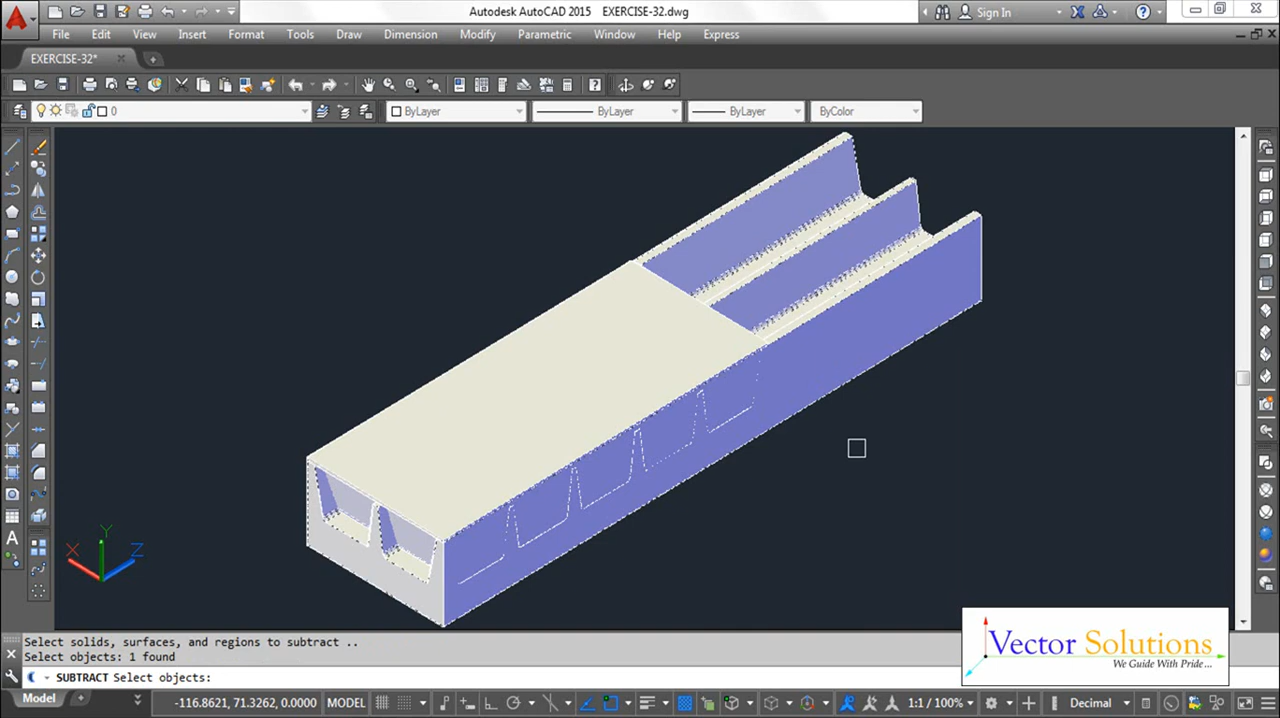 Autodesk AutoCAD 2015 EXERCISE-32.dwg
Sign In
File Edit View Insert Format Tools Draw Dimension Modify Parametric Window Help Express
EXERCISE-32*
0 ByLayer ByLayer ByLayer ByColor
X Y Z
Select solids, surfaces, and regions to subtract ..
Select objects: 1 found
SUBTRACT Select objects:
Vector Solutions
We Guide With Pride...
Model -116.8621, 71.3262, 0.0000 MODEL 1:1 / 100% Decimal